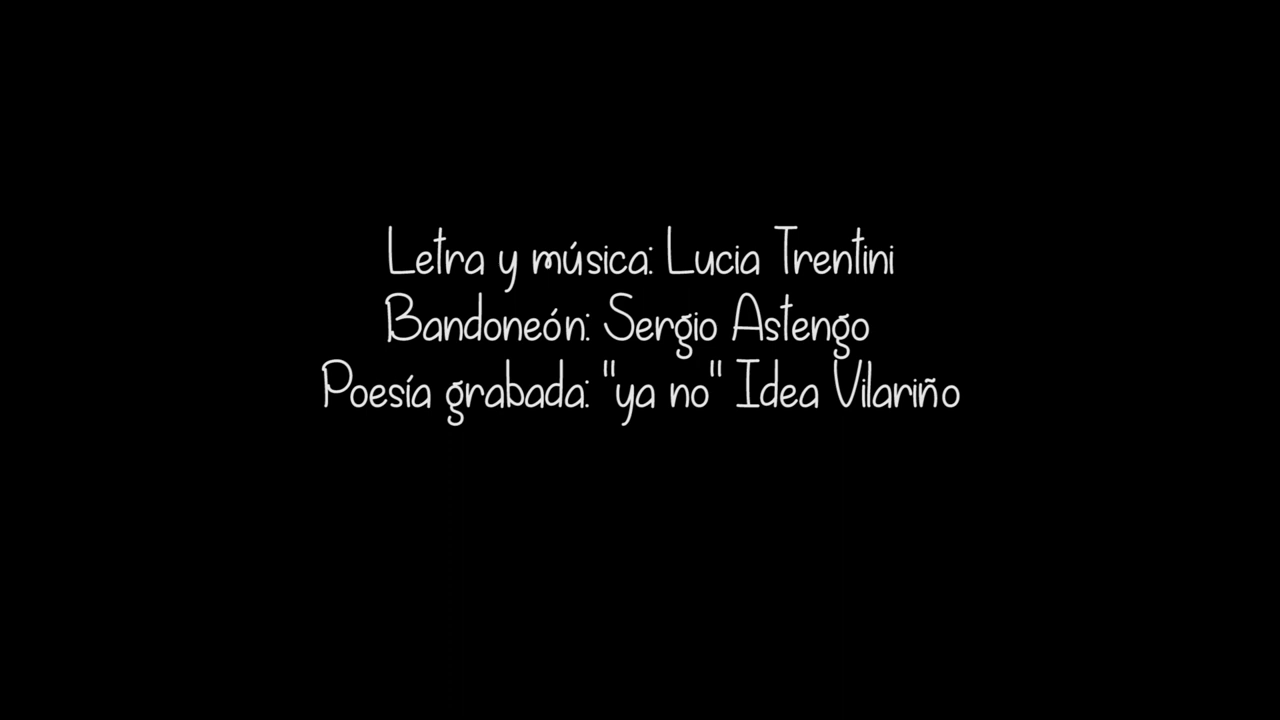 Letra y música: Lucia Trentini
Bandoneón: Sergio Astengo
Poesía grabada: "ya no" Idea Vilariño